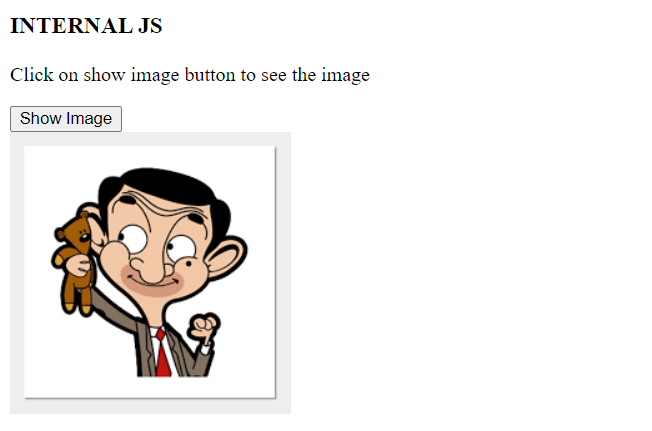 INTERNAL JS
Click on show image button to see the image
Show Image